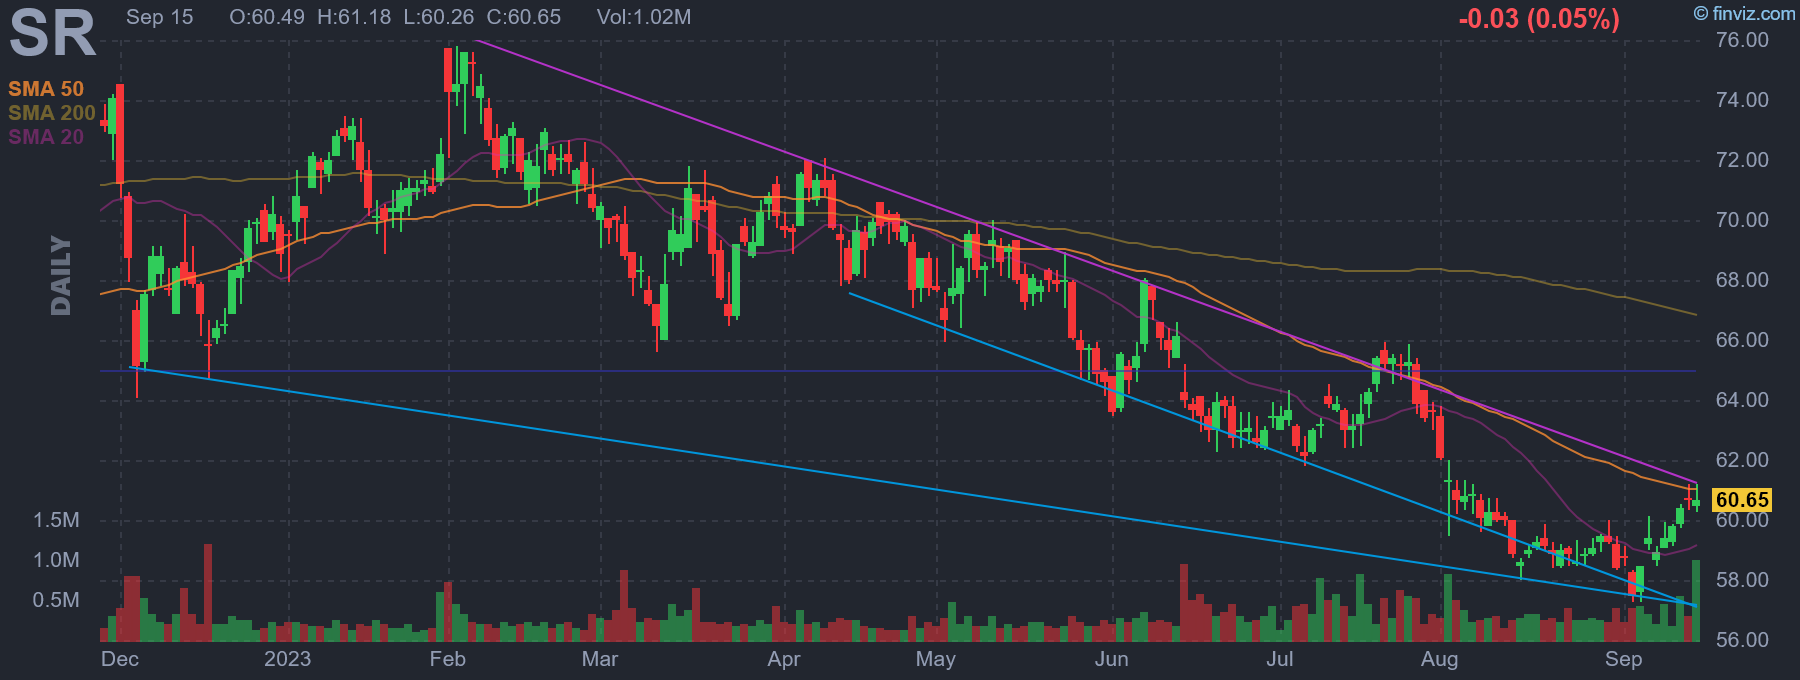 SR
Sep 15 O:60.49 H:61.18 L:60.26 C:60.65 Vol:1.02M
-0.03 (0.05%)
© finviz.com
SMA 50
SMA 200
SMA 20
DAILY
76.00
74.00
72.00
70.00
68.00
66.00
64.00
62.00
60.65
60.00
58.00
56.00
1.5M
1.0M
0.5M
Dec 2023 Feb Mar Apr May Jun Jul Aug Sep